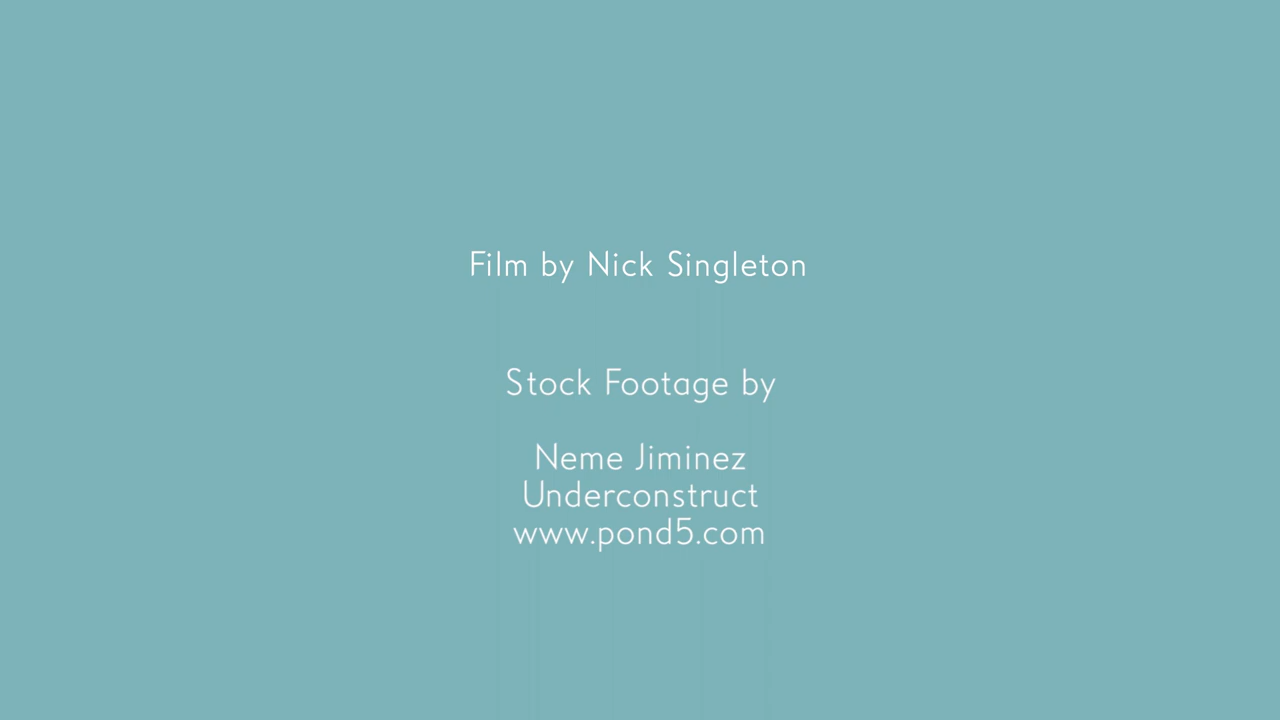 Film by Nick Singleton
Stock Footage by
Neme Jiminez
Underconstruct
www.pond5.com